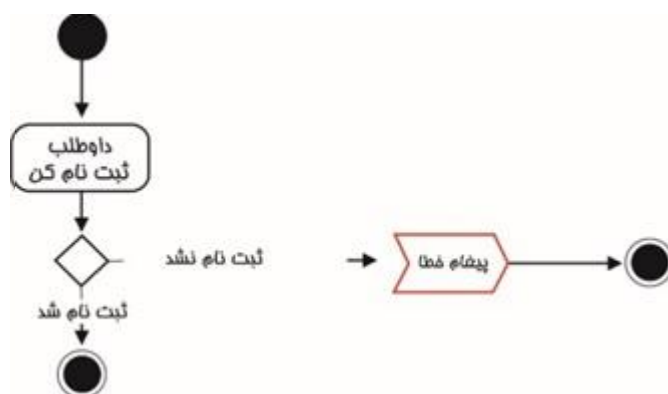 داوطلب
ثبت نام کن
ثبت نام نشد
پیغام خطا
ثبت نام شد